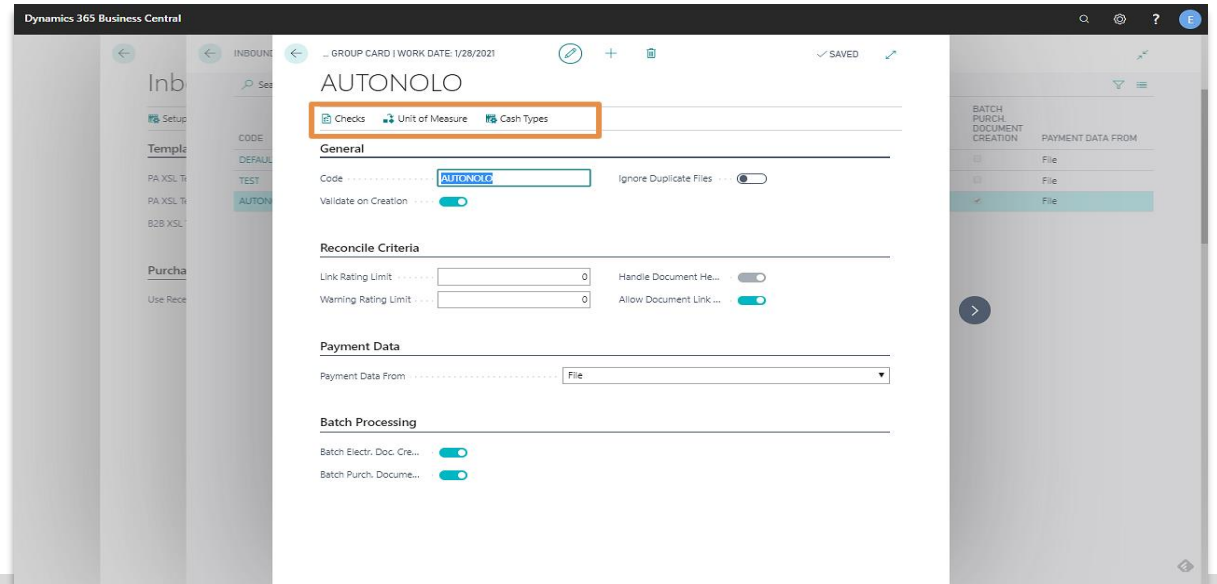 Dynamics 365 Business Central
?
E
INBOUND
... GROUP CARD | WORK DATE: 1/28/2021
SAVED
Inb
Sea
AUTONOLO
Setup
Checks
Unit of Measure
Cash Types
BATCH
PURCH.
DOCUMENT
CREATION
PAYMENT DATA FROM
CODE
Templa
General
DEFAUL
File
PA XSL Te
TEST
Code
AUTONOLO
Ignore Duplicate Files
File
PA XSL Te
AUTON
Validate on Creation
File
B2B XSL T
Reconcile Criteria
Purcha
Link Rating Limit
0
Handle Document He...
Use Rece
Warning Rating Limit
0
Allow Document Link ...
Payment Data
Payment Data From
File
Batch Processing
Batch Electr. Doc. Cre...
Batch Purch. Docume...